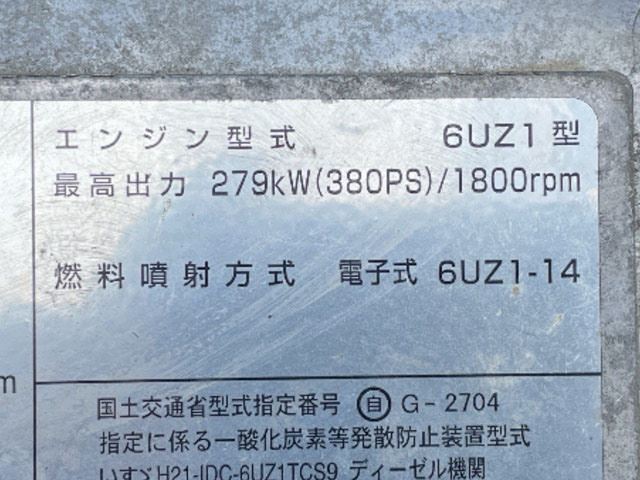 エンジン型式 6UZ1型
最高出力 279kW(380PS)/1800rpm
燃料噴射方式 電子式 6UZ1-14
m
国土交通省型式指定番号 自 G-2704
指定に係る一酸化炭素等発散防止装置型式
いすゞH21-IDC-6UZ1TCS9 ディーゼル機関